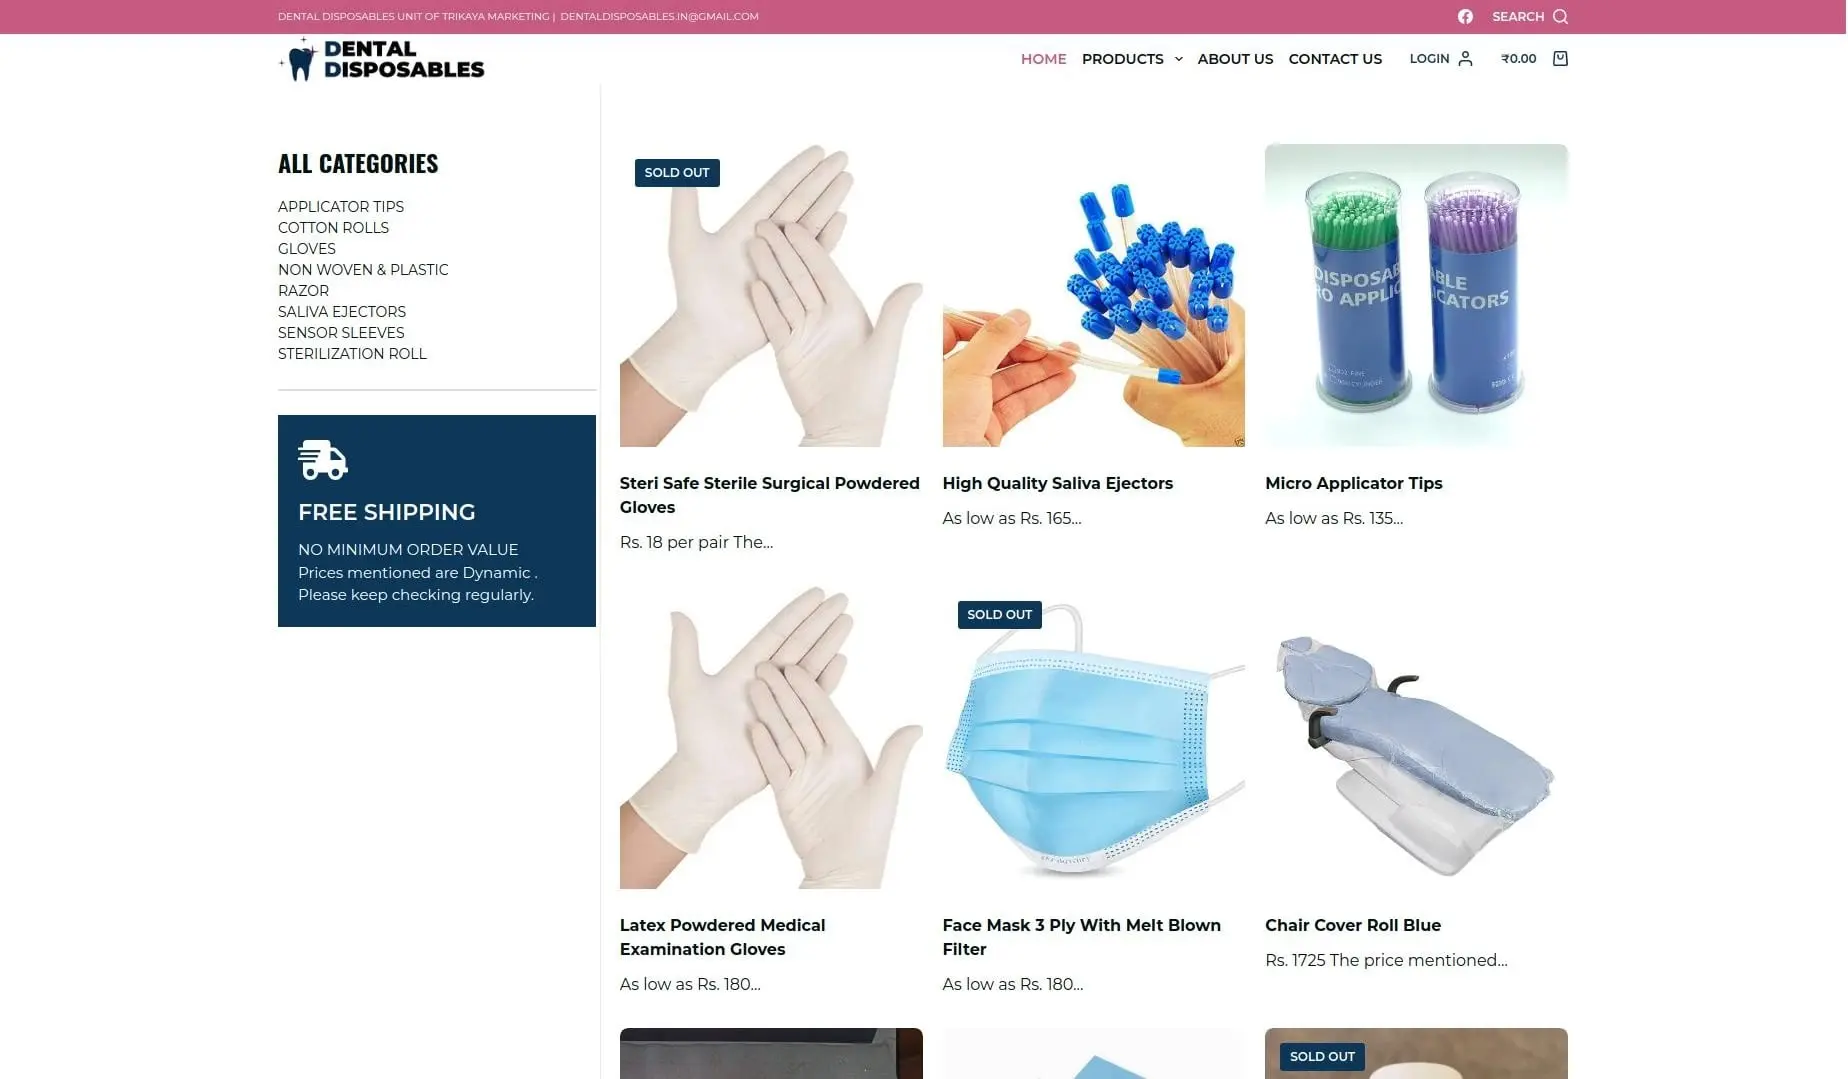 DENTAL DISPOSABLES UNIT OF TRIKAYA MARKETING | DENTALDISPOSABLES.IN@GMAIL.COM
SEARCH
DENTAL
DISPOSABLES
HOME PRODUCTS ABOUT US CONTACT US LOGIN ₹0.00
ALL CATEGORIES
APPLICATOR TIPS
COTTON ROLLS
GLOVES
NON WOVEN & PLASTIC
RAZOR
SALIVA EJECTORS
SENSOR SLEEVES
STERILIZATION ROLL
FREE SHIPPING
NO MINIMUM ORDER VALUE
Prices mentioned are Dynamic .
Please keep checking regularly.
SOLD OUT
Steri Safe Sterile Surgical Powdered
Gloves
Rs. 18 per pair The...
High Quality Saliva Ejectors
As low as Rs. 165...
Micro Applicator Tips
As low as Rs. 135...
Latex Powdered Medical
Examination Gloves
As low as Rs. 180...
SOLD OUT
Face Mask 3 Ply With Melt Blown
Filter
As low as Rs. 180...
Chair Cover Roll Blue
Rs. 1725 The price mentioned...
SOLD OUT